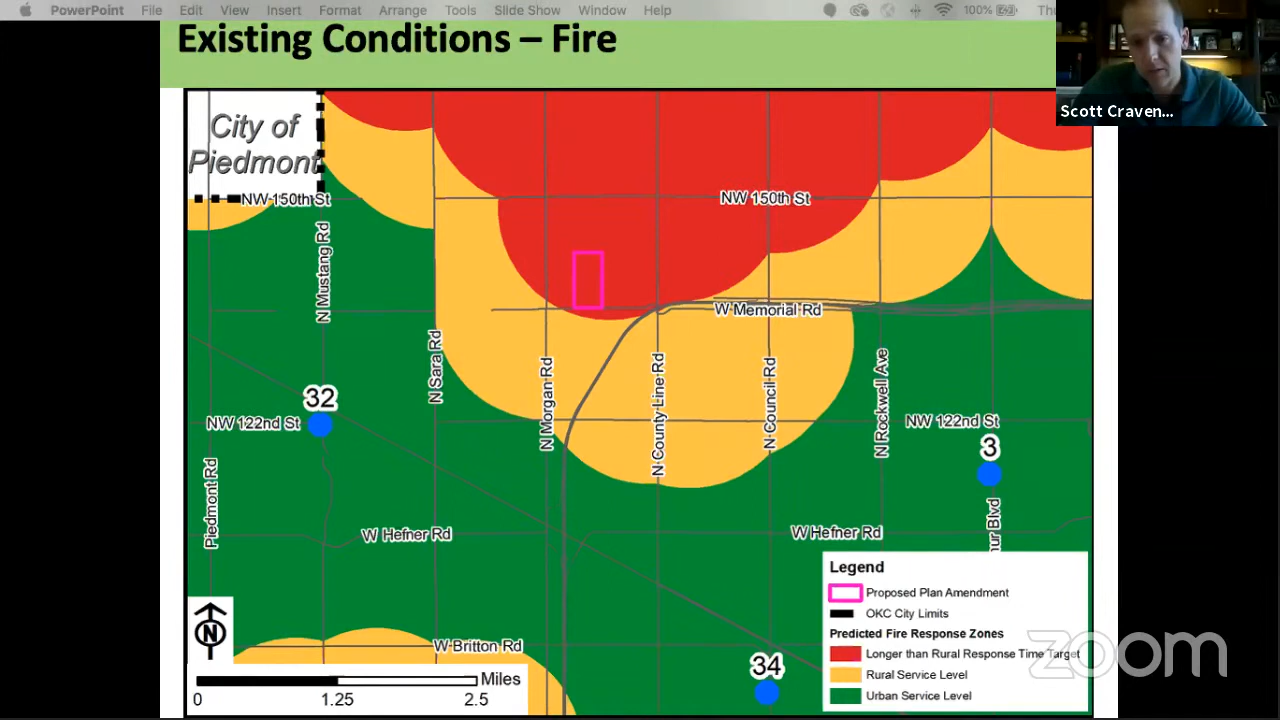 PowerPoint File Edit View Insert Format Arrange Tools Slide Show Window Help 100% Thu
Existing Conditions – Fire
Scott Craven...
City of
Piedmont
NW 150th St
NW 150th St
N Mustang Rd
W Memorial Rd
N Sara Rd
N Morgan Rd
N County Line Rd
N Council Rd
N Rockwell Ave
32
NW 122nd St
NW 122nd St
3
Piedmont Rd
W Hefner Rd
W Hefner Rd
ur Blvd
Legend
Proposed Plan Amendment
OKC City Limits
Predicted Fire Response Zones
Longer than Rural Response Time Target
Rural Service Level
Urban Service Level
N
W Britton Rd
34
Miles
0 1.25 2.5
zoom